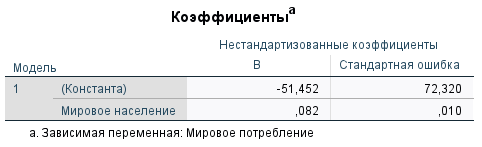 Коэффициентыa
Нестандартизованные коэффициенты
Модель B Стандартная ошибка
1 (Константа) -51,452 72,320
Мировое население ,082 ,010
a. Зависимая переменная: Мировое потребление